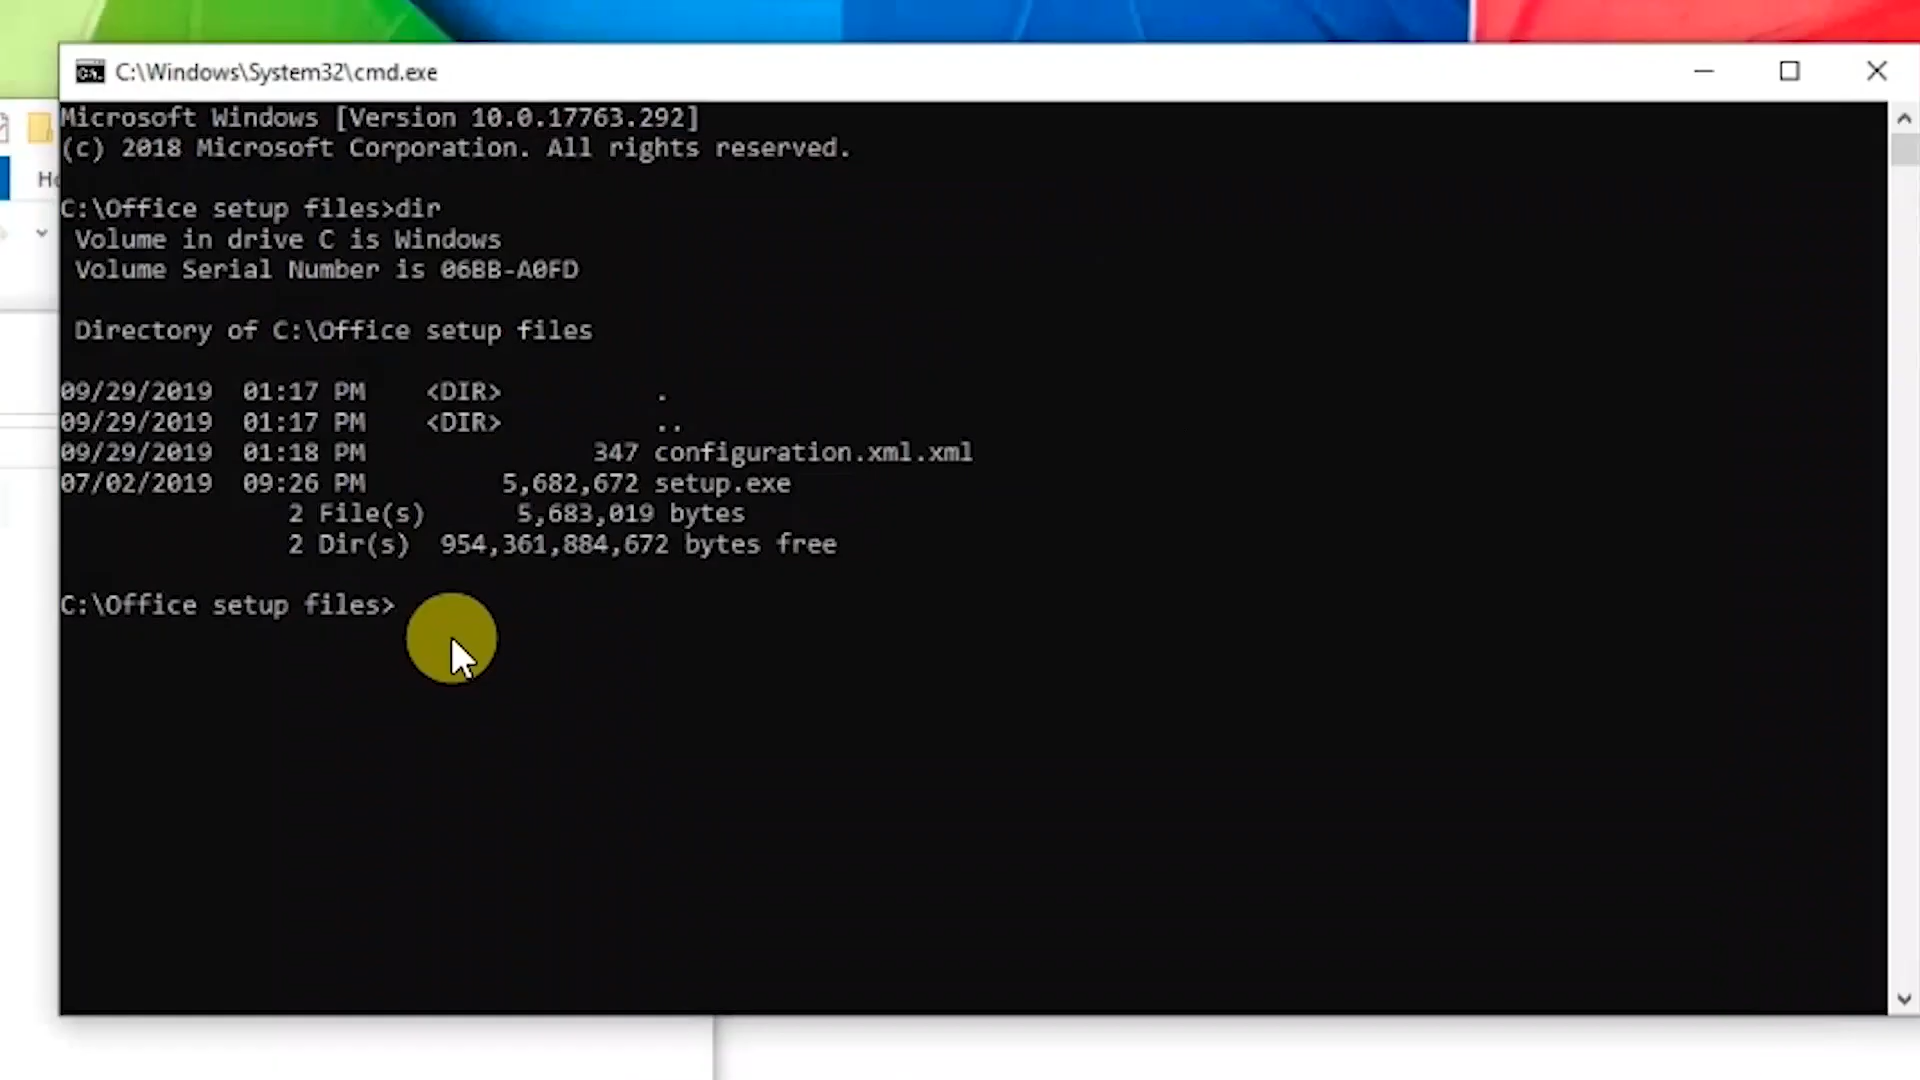 C:\Windows\System32\cmd.exe
Microsoft Windows [Version 10.0.17763.292]
(c) 2018 Microsoft Corporation. All rights reserved.
C:\Office setup files>dir
Volume in drive C is Windows
Volume Serial Number is 06BB-A0FD
Directory of C:\Office setup files
09/29/2019  01:17 PM    <DIR>          .
09/29/2019  01:17 PM    <DIR>          ..
09/29/2019  01:18 PM               347 configuration.xml.xml
07/02/2019  09:26 PM         5,682,672 setup.exe
2 File(s)      5,683,019 bytes
2 Dir(s)  954,361,884,672 bytes free
C:\Office setup files>